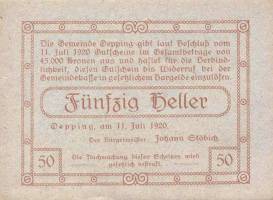 Die Gemeinde Oepping gibt laut Beschluß vom
11. Juli 1920 Gutscheine im Gesamtbetrage von
45.000 Kronen aus und haftet für die Verbind-
lichkeit, diesen Gutschein bis Widerruf bei der
Gemeindekasse in gesetzlichem Bargelde einzulösen.
Fünfzig Heller
Oepping, am 11. Juli 1920.
Der Bürgermeister: Johann
50
Die Nachmachung dieser Scheines wird
gesetzlich bestraft.
50